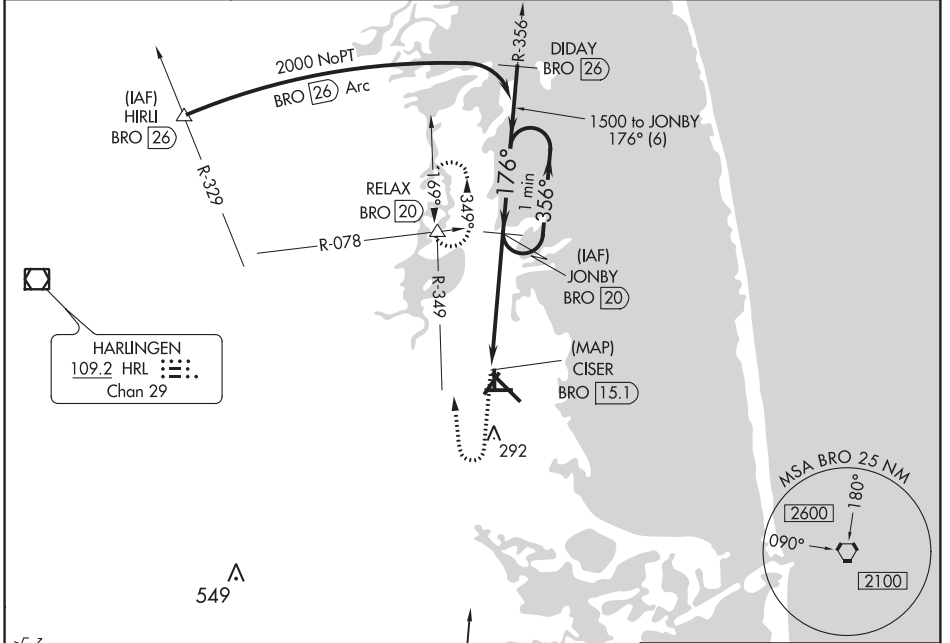 R-356
2000 NoPT
DIDAY
BRO 26
BRO 26 Arc
(IAF)
HIRLI
BRO 26
1500 to JONBY
176° (6)
R-329
176°
1 min
356°
169°
349°
RELAX
BRO 20
R-078
(IAF)
JONBY
BRO 20
R-349
HARLINGEN
109.2 HRL
Chan 29
(MAP)
CISER
BRO 15.1
292
MSA BRO 25 NM
180°
2600
090°
2100
549